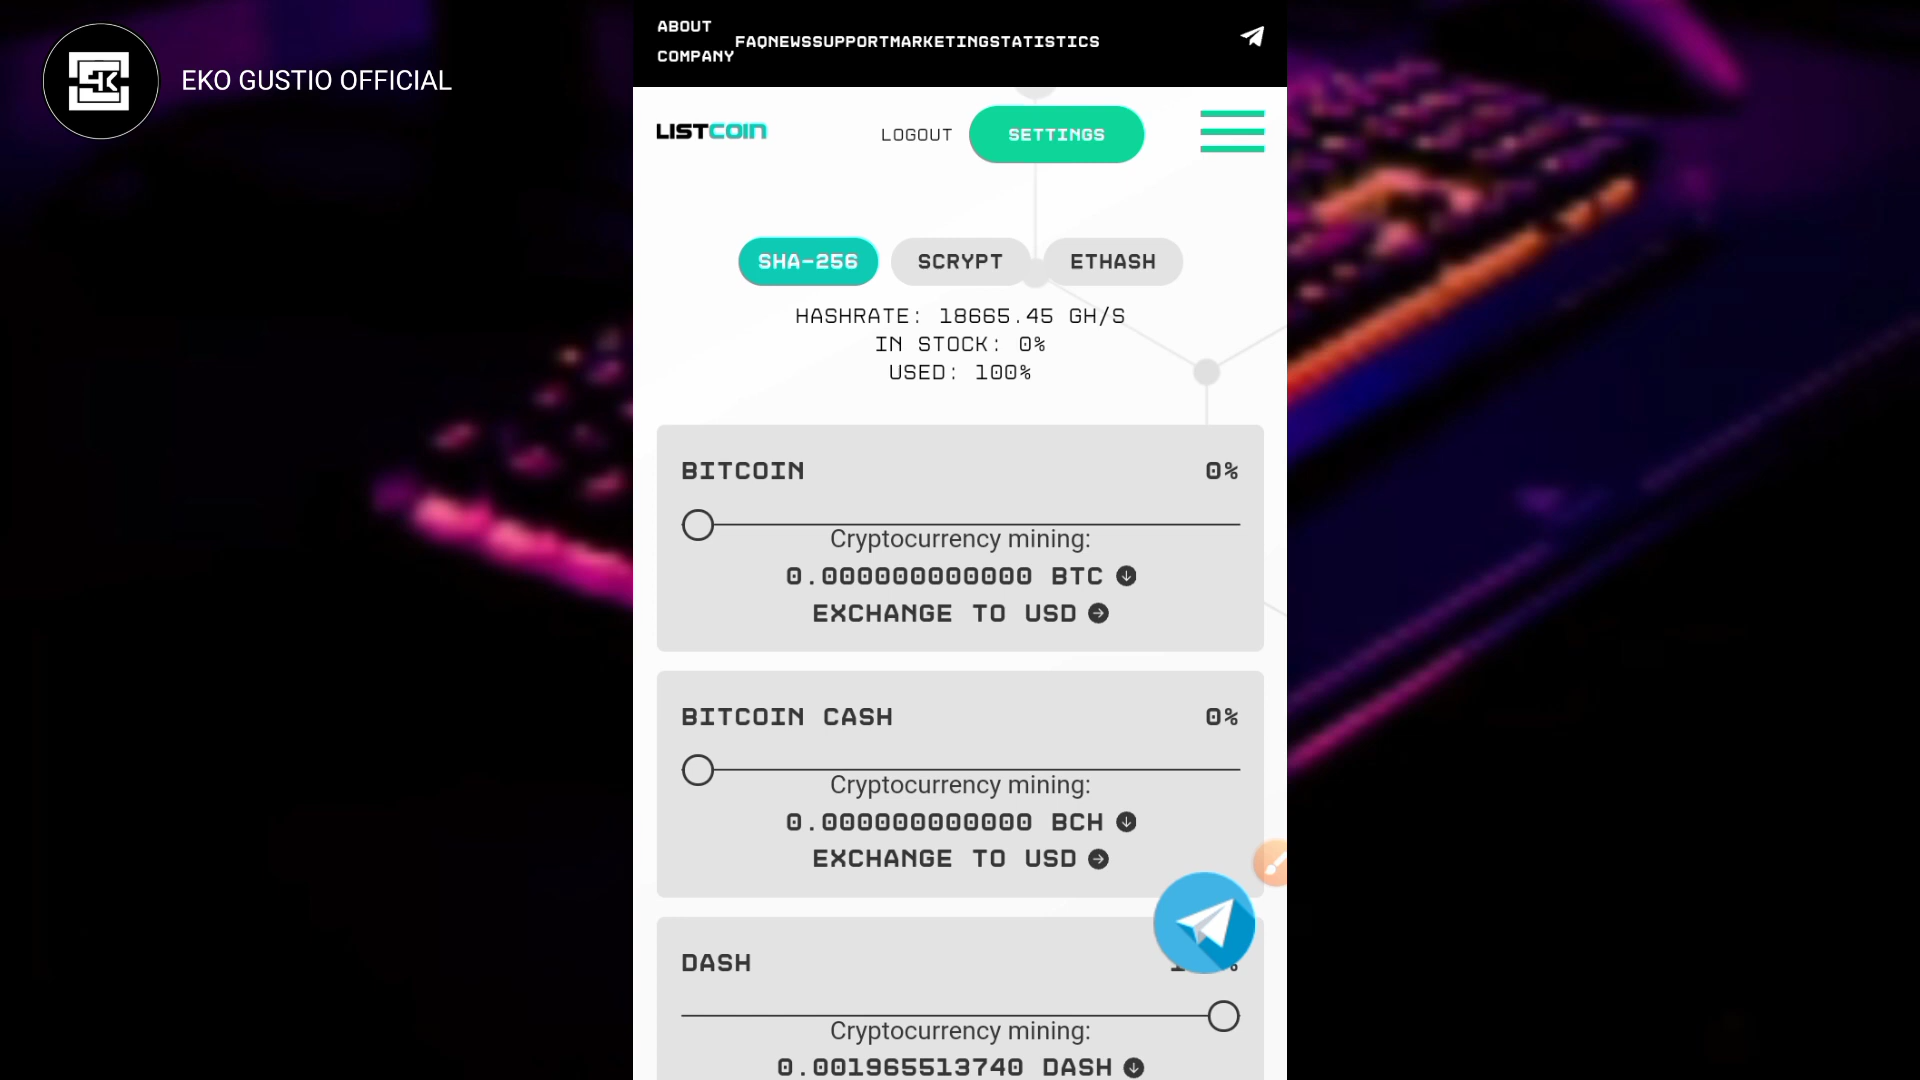 EKO GUSTIO OFFICIAL
ABOUT COMPANY
FAQNEWSSUPPORTMARKETINGSTATISTICS
LISTCOIN
LOGOUT
SETTINGS
SHA-256
SCRYPT
ETHASH
HASHRATE: 18665.45 GH/S
IN STOCK: 0%
USED: 100%
BITCOIN 0%
Cryptocurrency mining:
0.000000000000 BTC
EXCHANGE TO USD
BITCOIN CASH 0%
Cryptocurrency mining:
0.000000000000 BCH
EXCHANGE TO USD
DASH
Cryptocurrency mining:
0.001965513740 DASH